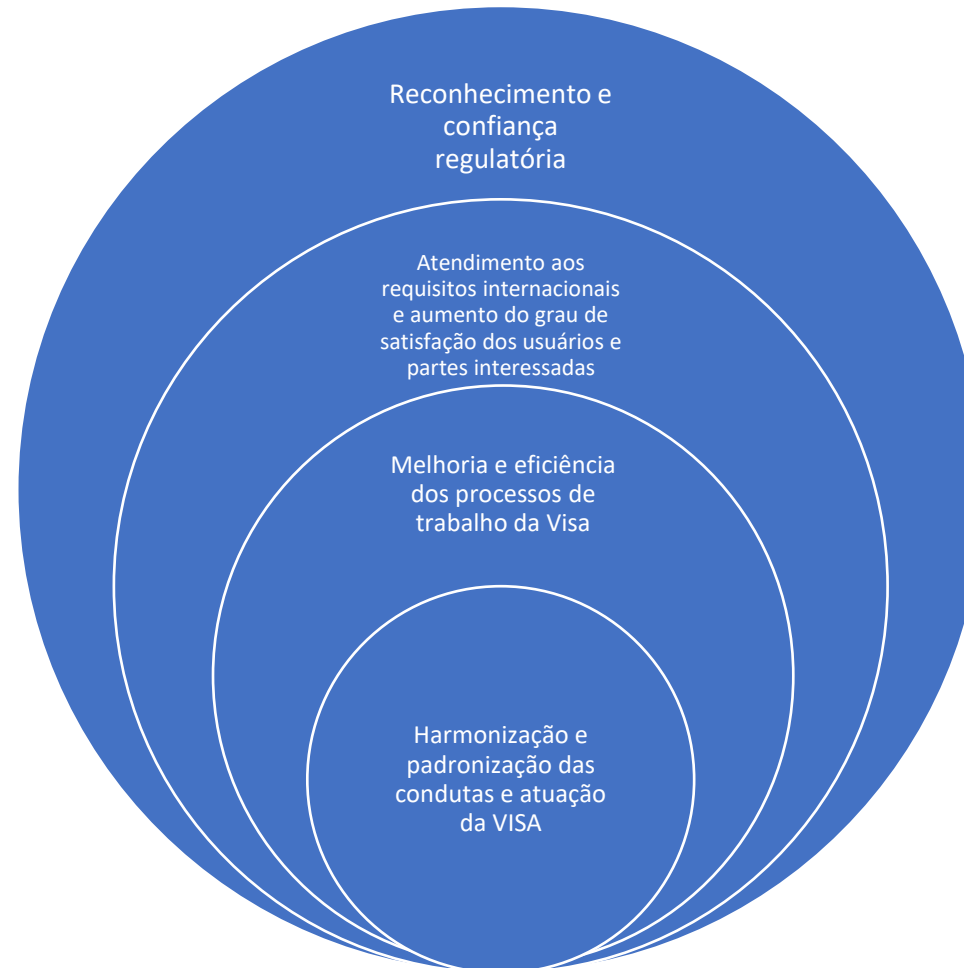 Reconhecimento e
confiança
regulatória
Atendimento aos
requisitos internacionais
e aumento do grau de
satisfação dos usuários e
partes interessadas
Melhoria e eficiência
dos processos de
trabalho da Visa
Harmonização e
padronização das
condutas e atuação
da VISA